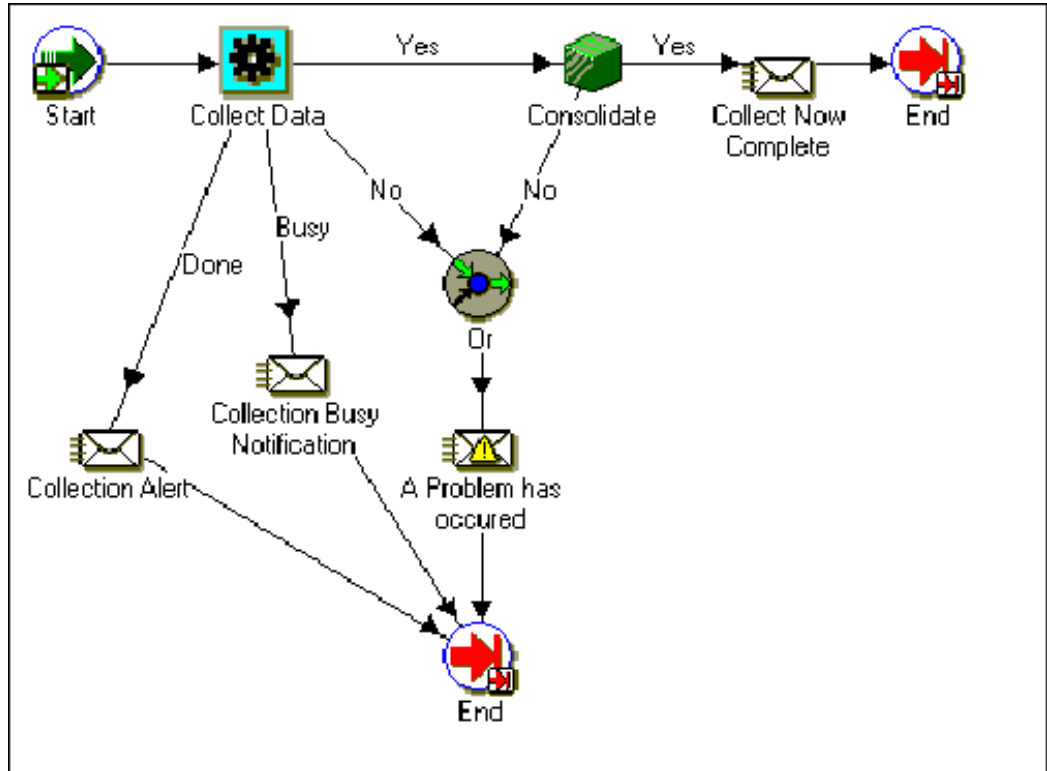 Yes
Yes
Start
Collect Data
Consolidate
Collect Now
Complete
End
No
No
Busy
Done
Or
Collection Busy
Notification
Collection Alert
A Problem has
occured
End